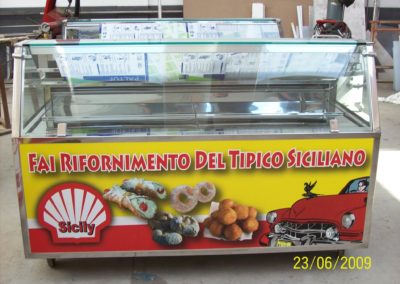 FAI RIFORNIMENTO DEL TIPICO SICILIANO
Sicily
23/06/2009